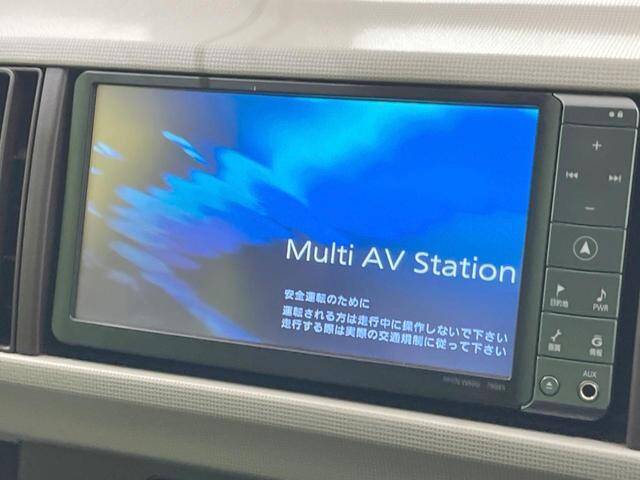 Multi AV Station
安全運転のために
運転される方は走行中に操作しないで下さい
走行する際は実際の交通規制に従って下さい
+
−
目的地
PWR
画面
G
情報
AUX